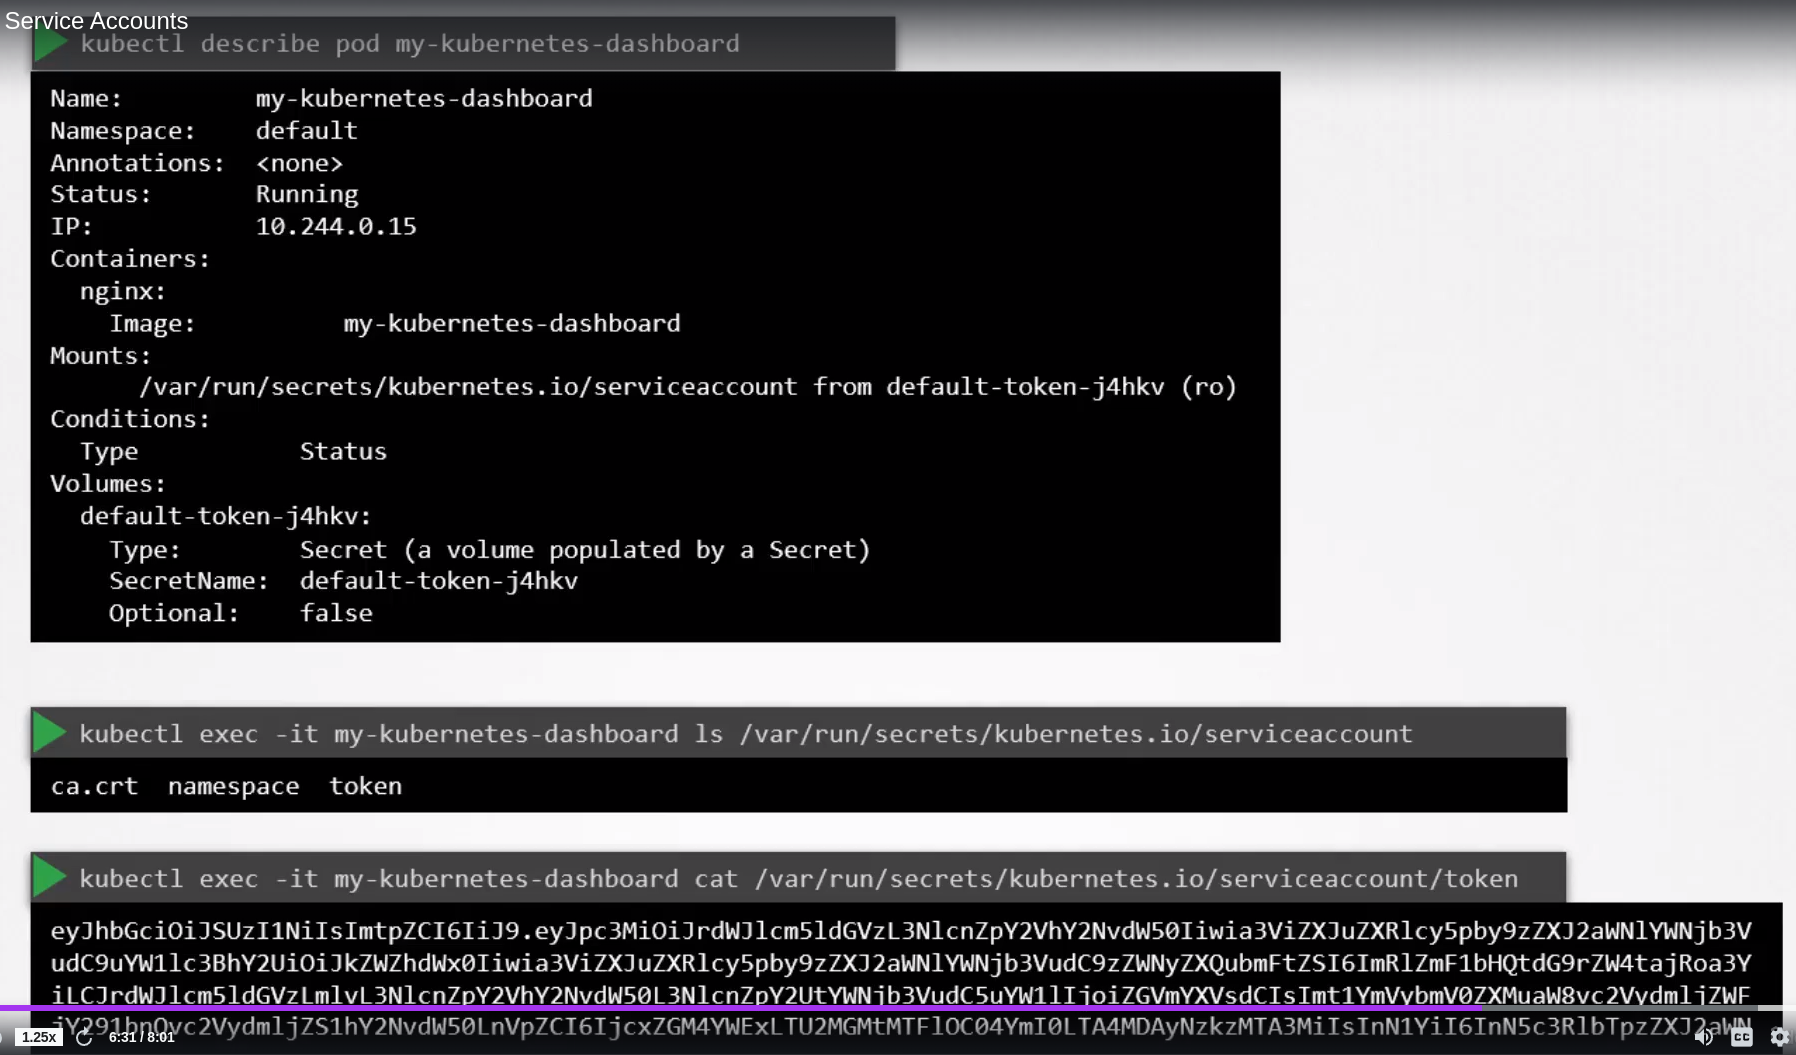 Service Accounts
kubectl describe pod my-kubernetes-dashboard
Name: my-kubernetes-dashboard
Namespace: default
Annotations: <none>
Status: Running
IP: 10.244.0.15
Containers:
nginx:
Image: my-kubernetes-dashboard
Mounts:
/var/run/secrets/kubernetes.io/serviceaccount from default-token-j4hkv (ro)
Conditions:
Type Status
Volumes:
default-token-j4hkv:
Type: Secret (a volume populated by a Secret)
SecretName: default-token-j4hkv
Optional: false
kubectl exec -it my-kubernetes-dashboard ls /var/run/secrets/kubernetes.io/serviceaccount
ca.crt namespace token
kubectl exec -it my-kubernetes-dashboard cat /var/run/secrets/kubernetes.io/serviceaccount/token
eyJhbGciOiJSUzI1NiIsImtpZCI6IiJ9.eyJpc3MiOiJrdWJlcm5ldGVzL3NlcnZpY2VhY2NvdW50Iiwia3ViZXJuZXRlcy5pby9zZXJ2aWNlYWNjb3V
udC9uYW1lc3BhY2UiOiJkZWZhdWx0Iiwia3ViZXJuZXRlcy5pby9zZXJ2aWNlYWNjb3VudC9zZWNyZXQubmFtZSI6ImRlZmF1bHQtdG9rZW4tajRoa3Y
1.25x 6:31 / 8:01
CC